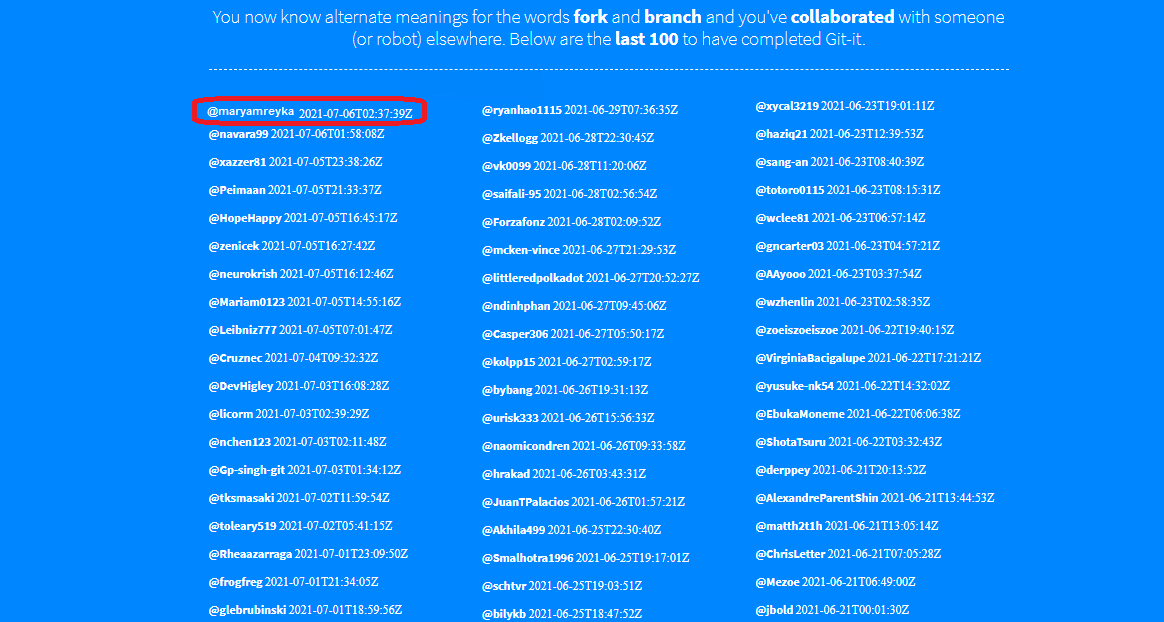 You now know alternate meanings for the words fork and branch and you've collaborated with someone
(or robot) elsewhere. Below are the last 100 to have completed Git-it.
@maryamreyka 2021-07-06T02:37:39Z
@navara99 2021-07-06T01:58:08Z
@xazzer81 2021-07-05T23:38:26Z
@Peimaan 2021-07-05T21:33:37Z
@HopeHappy 2021-07-05T16:45:17Z
@zenicek 2021-07-05T16:27:42Z
@neurokrish 2021-07-05T16:12:46Z
@Mariam0123 2021-07-05T14:55:16Z
@Leibniz777 2021-07-05T07:01:47Z
@Cruznec 2021-07-04T09:32:32Z
@DevHigley 2021-07-03T16:08:28Z
@licorm 2021-07-03T02:39:29Z
@nchen123 2021-07-03T02:11:48Z
@Gp-singh-git 2021-07-03T01:34:12Z
@tksmasaki 2021-07-02T11:59:54Z
@toleary519 2021-07-02T05:41:15Z
@Rheaazarraga 2021-07-01T23:09:50Z
@frogfreg 2021-07-01T21:34:05Z
@glebrubinski 2021-07-01T18:59:56Z
@ryanhao1115 2021-06-29T07:36:35Z
@Zkellogg 2021-06-28T22:30:45Z
@vk0099 2021-06-28T11:20:06Z
@saifali-95 2021-06-28T02:56:54Z
@Forzafonz 2021-06-28T02:09:52Z
@mcken-vince 2021-06-27T21:29:53Z
@littleredpolkadot 2021-06-27T20:52:27Z
@ndinhphan 2021-06-27T09:45:06Z
@Casper306 2021-06-27T05:50:17Z
@kolpp15 2021-06-27T02:59:17Z
@bybang 2021-06-26T19:31:13Z
@urisk333 2021-06-26T15:56:33Z
@naomicondren 2021-06-26T09:33:58Z
@hrakad 2021-06-26T03:43:31Z
@JuanTPalacios 2021-06-26T01:57:21Z
@Akhila499 2021-06-25T22:30:40Z
@Smalhotra1996 2021-06-25T19:17:01Z
@schtvr 2021-06-25T19:03:51Z
@bilykb 2021-06-25T18:47:52Z
@xycal3219 2021-06-23T19:01:11Z
@haziq21 2021-06-23T12:39:53Z
@sang-an 2021-06-23T08:40:39Z
@totoro0115 2021-06-23T08:15:31Z
@wclee81 2021-06-23T06:57:14Z
@gncarter03 2021-06-23T04:57:21Z
@AAyooo 2021-06-23T03:37:54Z
@wzhenlin 2021-06-23T02:58:35Z
@zoeiszoeiszoe 2021-06-22T19:40:15Z
@VirginiaBacigalupe 2021-06-22T17:21:21Z
@yusuke-nk54 2021-06-22T14:32:02Z
@EbukaMoneme 2021-06-22T06:06:38Z
@ShotaTsuru 2021-06-22T03:32:43Z
@derppey 2021-06-21T20:13:52Z
@AlexandreParentShin 2021-06-21T13:44:53Z
@matth2t1h 2021-06-21T13:05:14Z
@ChrisLetter 2021-06-21T07:05:28Z
@Mezoe 2021-06-21T06:49:00Z
@jbold 2021-06-21T00:01:30Z